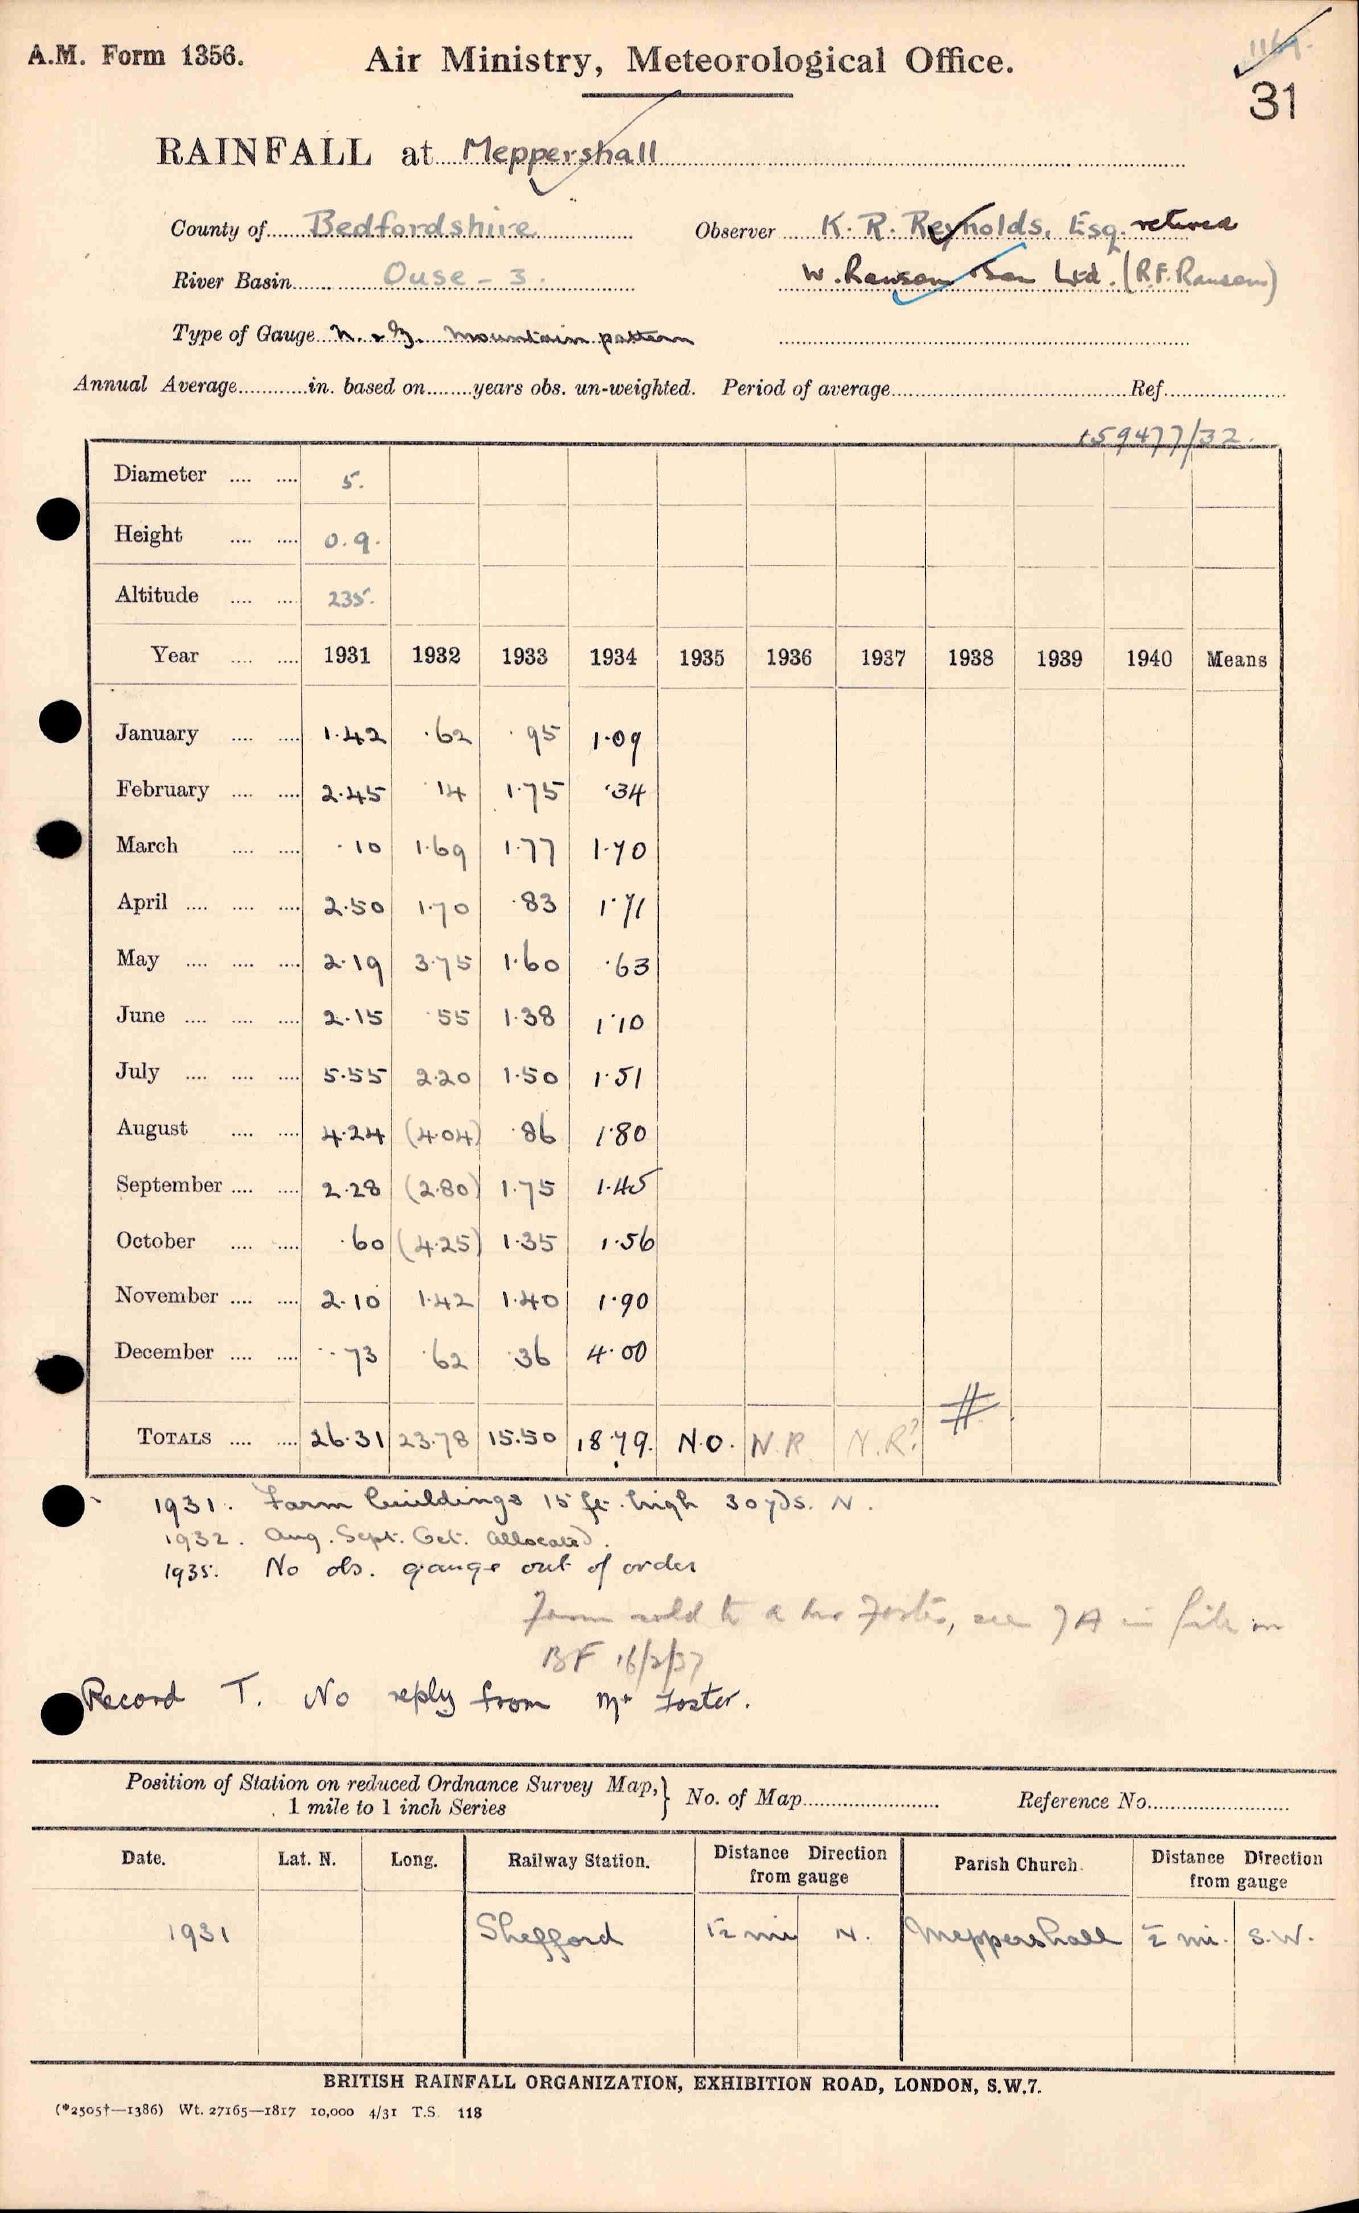 A.M. Form 1356. Air Ministry, Meteorological Office.
31
RAINFALL at Meppershall
County of Bedfordshire Observer K. R. Reynolds, Esq. retired
River Basin Ouse - 3. W. Ransom Son Ltd. (R.F. Ransom)
Type of Gauge N. & Z. Mountain pattern
Annual Average in. based on years obs. un-weighted. Period of average Ref.
159477/32.
Diameter 5.
Height 0.9.
Altitude 235.
Year 1931 1932 1933 1934 1935 1936 1937 1938 1939 1940 Means
January 1.42 .62 .95 1.09
February 2.45 .14 1.75 .34
March .10 1.69 1.77 1.70
April 2.50 1.70 .83 1.71
May 2.19 3.75 1.60 .63
June 2.15 .55 1.38 1.10
July 5.55 2.20 1.50 1.51
August 4.24 (4.04) .86 1.80
September 2.28 (2.80) 1.75 1.45
October .60 (4.25) 1.35 1.56
November 2.10 1.42 1.40 1.90
December .73 .62 .36 4.00
TOTALS 26.31 23.78 15.50 18.79. N.O. N.R. N.R? #
1931. Farm buildings 15 ft. high 30 yds. N.
1932. Aug. Sept. Oct. allocated.
1935. No obs. gauge out of order
Farm sold to a Mr Foster, see 7A in file in
BF 16/2/37
Record T. No reply from Mr Foster.
Position of Station on reduced Ordnance Survey Map,} No. of Map Reference No.
1 mile to 1 inch Series
Date. Lat. N. Long. Railway Station. Distance Direction from gauge Parish Church. Distance Direction from gauge
1931 Shefford 1½ mi N. Meppershall ½ mi. S.W.
BRITISH RAINFALL ORGANIZATION, EXHIBITION ROAD, LONDON, S.W.7.
(*2505†—1386) Wt. 27165—1817 10,000 4/31 T.S. 118